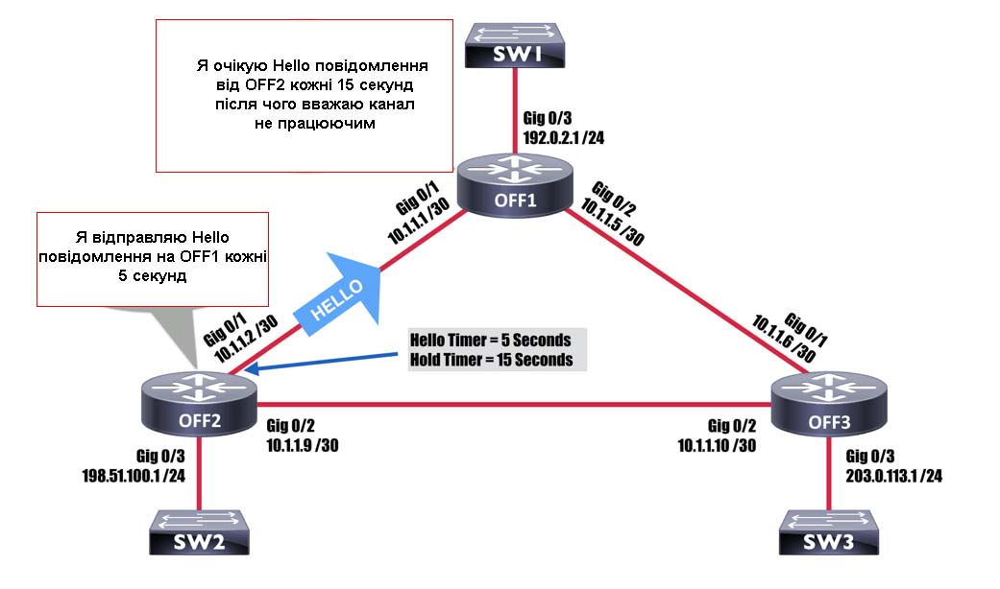 Я очікую Hello повідомлення
від OFF2 кожні 15 секунд
після чого вважаю канал
не працюючим
SW1
Gig 0/3
192.0.2.1 /24
OFF1
Gig 0/1
10.1.1.1 /30
Gig 0/2
10.1.1.5 /30
Я відправляю Hello
повідомлення на OFF1 кожні
5 секунд
HELLO
Gig 0/1
10.1.1.2 /30
Hello Timer = 5 Seconds
Hold Timer = 15 Seconds
Gig 0/1
10.1.1.6 /30
OFF2
Gig 0/2
10.1.1.9 /30
Gig 0/2
10.1.1.10 /30
OFF3
Gig 0/3
198.51.100.1 /24
Gig 0/3
203.0.113.1 /24
SW2
SW3